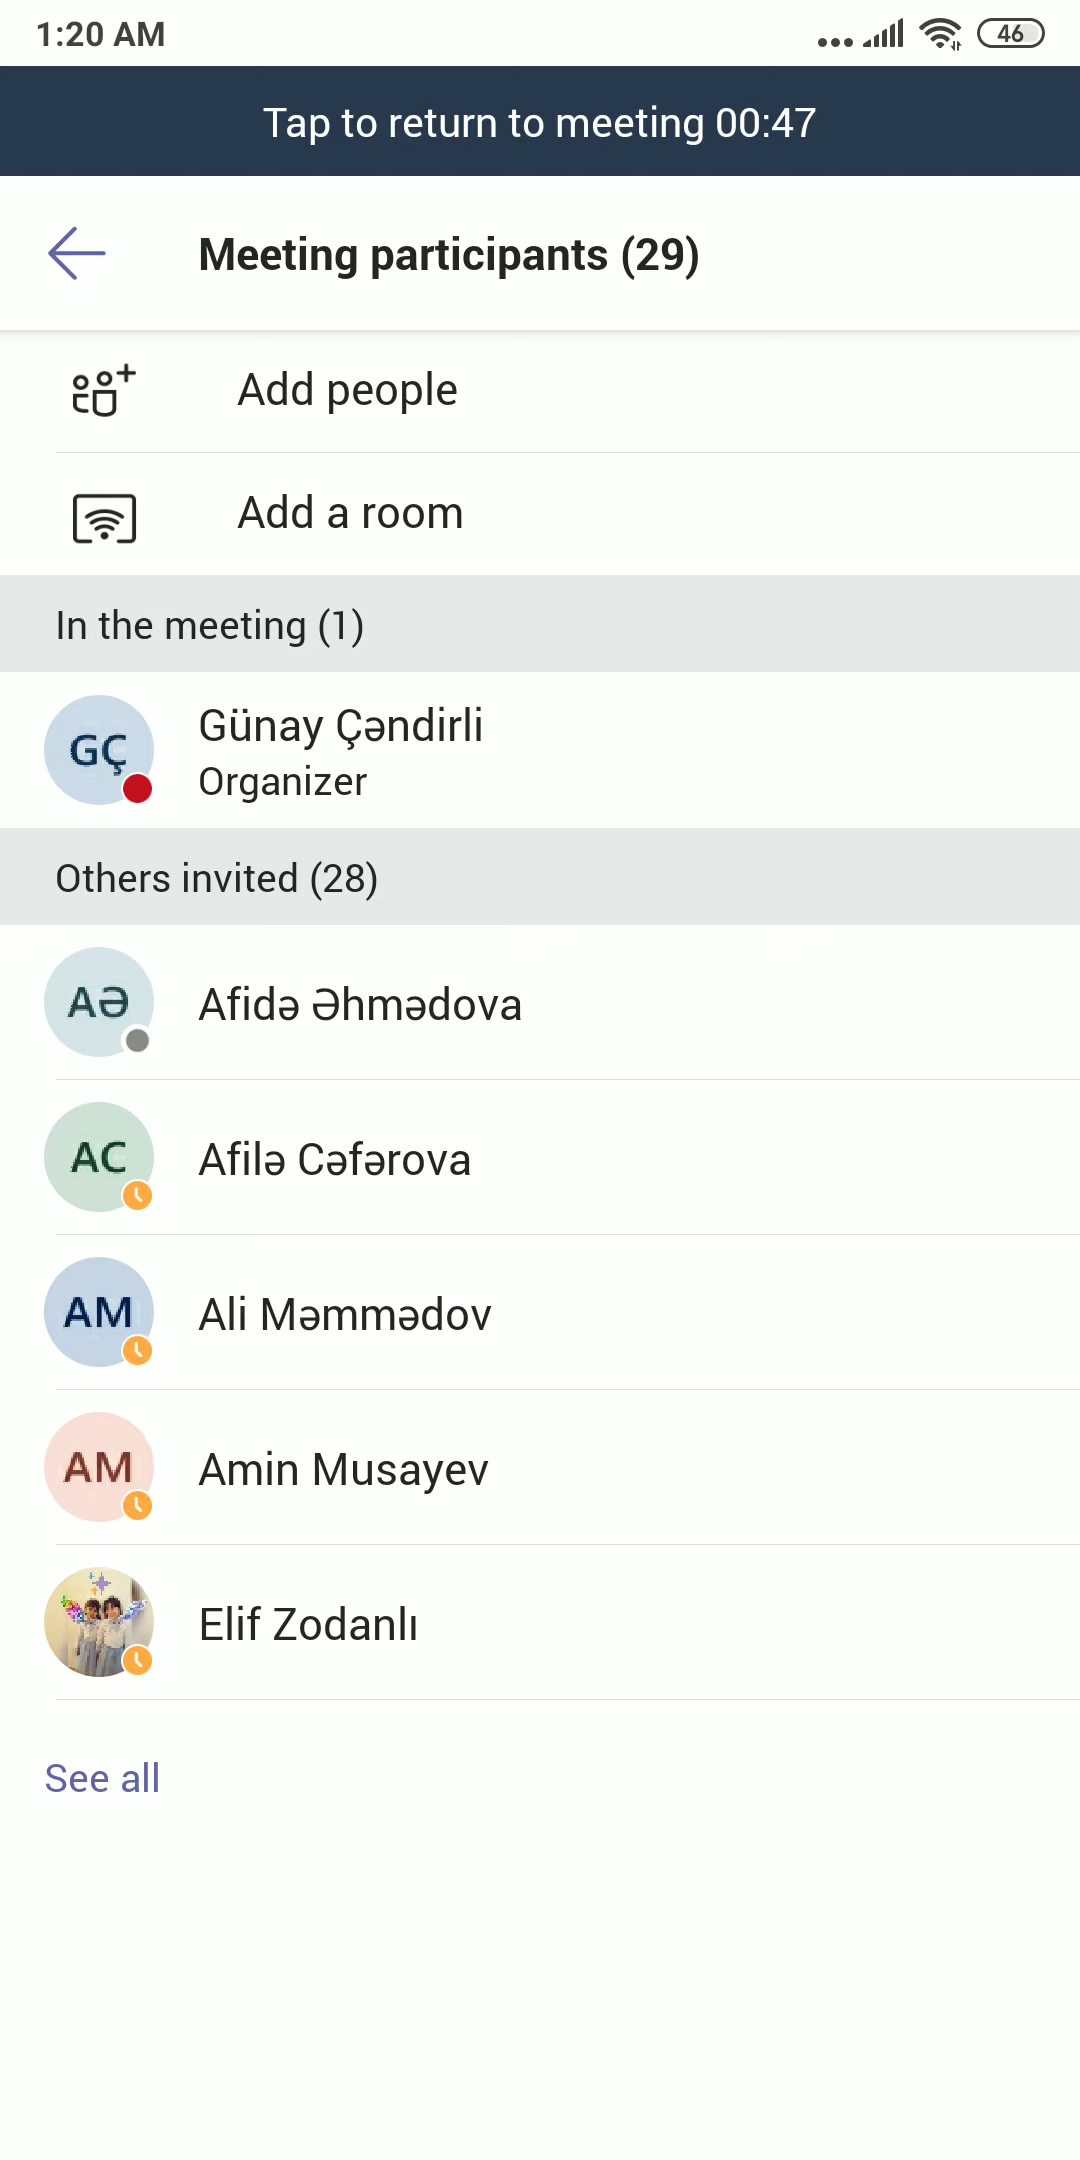 1:20 AM
46
Tap to return to meeting 00:47
Meeting participants (29)
Add people
Add a room
In the meeting (1)
GÇ
Günay Çəndirli
Organizer
Others invited (28)
AƏ
Afidə Əhmədova
AC
Afilə Cəfərova
AM
Ali Məmmədov
AM
Amin Musayev
Elif Zodanlı
See all